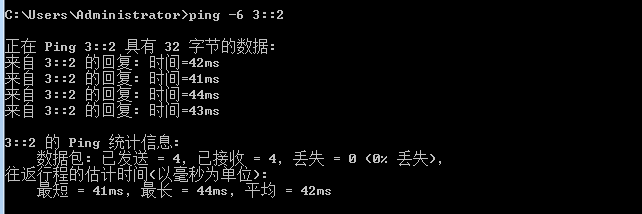 C:\Users\Administrator>ping -6 3::2
正在 Ping 3::2 具有 32 字节的数据:
来自 3::2 的回复: 时间=42ms
来自 3::2 的回复: 时间=41ms
来自 3::2 的回复: 时间=44ms
来自 3::2 的回复: 时间=43ms
3::2 的 Ping 统计信息:
数据包: 已发送 = 4, 已接收 = 4, 丢失 = 0 (0% 丢失),
往返行程的估计时间(以毫秒为单位):
最短 = 41ms, 最长 = 44ms, 平均 = 42ms